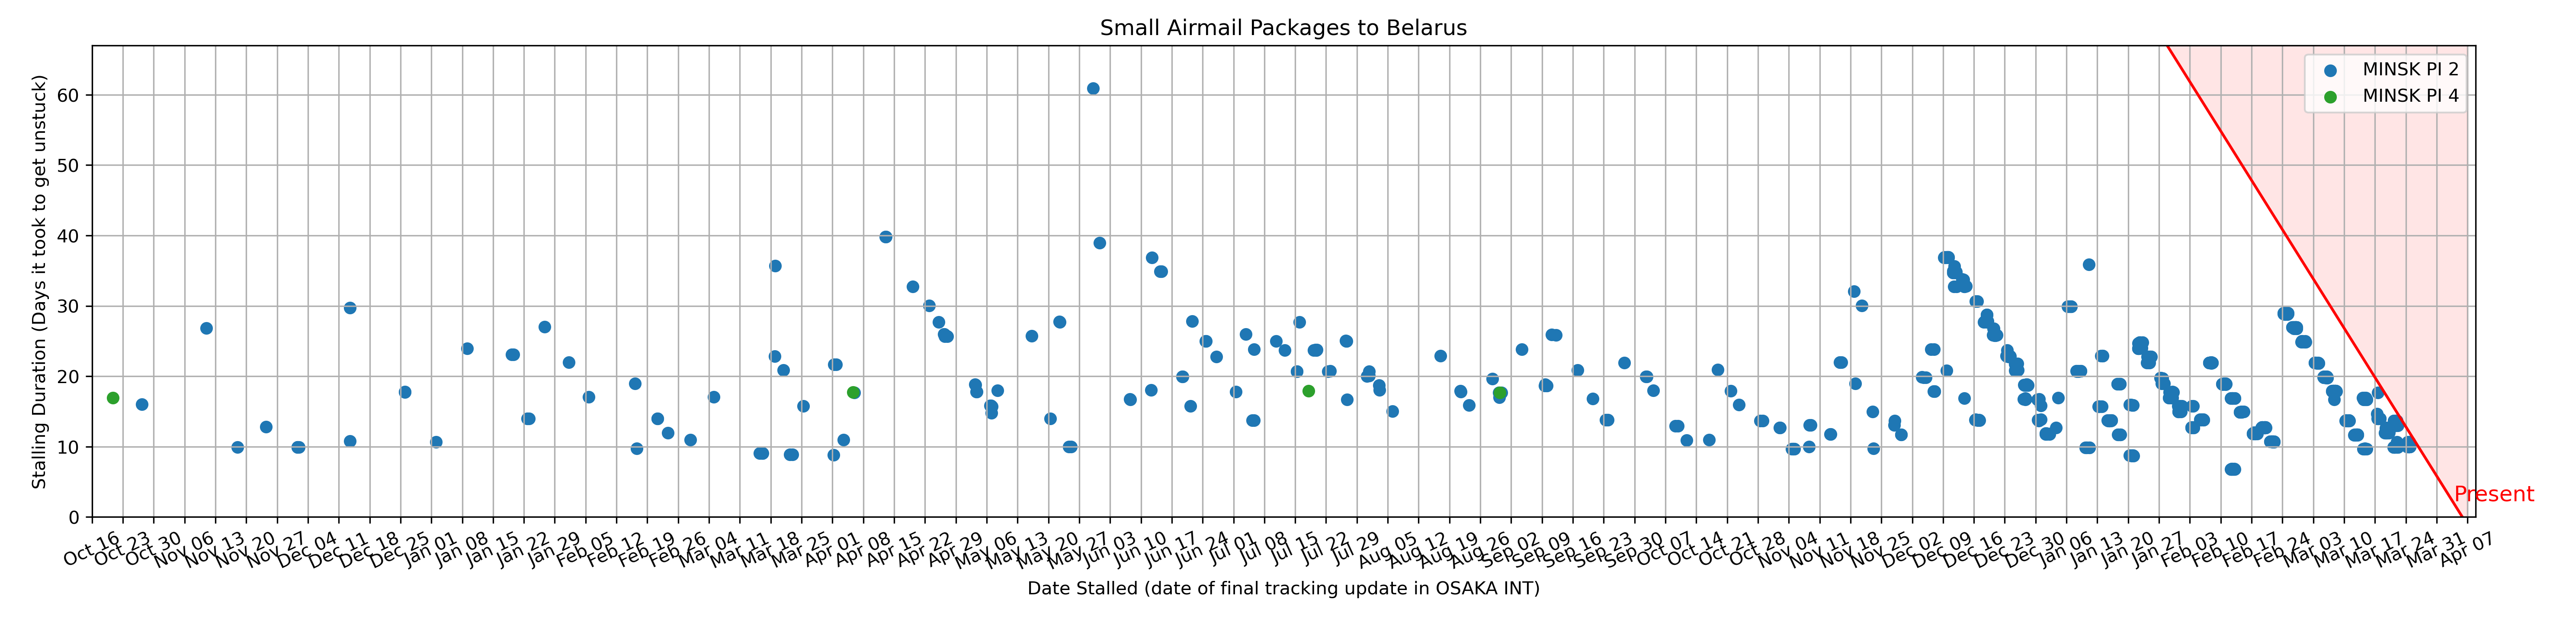 Small Airmail Packages to Belarus
Stalling Duration (Days it took to get unstuck)
60
50
40
30
20
10
0
MINSK PI 2
MINSK PI 4
Present
Oct 16
Oct 23
Oct 30
Nov 06
Nov 13
Nov 20
Nov 27
Dec 04
Dec 11
Dec 18
Dec 25
Jan 01
Jan 08
Jan 15
Jan 22
Jan 29
Feb 05
Feb 12
Feb 19
Feb 26
Mar 04
Mar 11
Mar 18
Mar 25
Apr 01
Apr 08
Apr 15
Apr 22
Apr 29
May 06
May 13
May 20
May 27
Jun 03
Jun 10
Jun 17
Jun 24
Jul 01
Jul 08
Jul 15
Jul 22
Jul 29
Aug 05
Aug 12
Aug 19
Aug 26
Sep 02
Sep 09
Sep 16
Sep 23
Sep 30
Oct 07
Oct 14
Oct 21
Oct 28
Nov 04
Nov 11
Nov 18
Nov 25
Dec 02
Dec 09
Dec 16
Dec 23
Dec 30
Jan 06
Jan 13
Jan 20
Jan 27
Feb 03
Feb 10
Feb 17
Feb 24
Mar 03
Mar 10
Mar 17
Mar 24
Mar 31
Apr 07
Date Stalled (date of final tracking update in OSAKA INT)